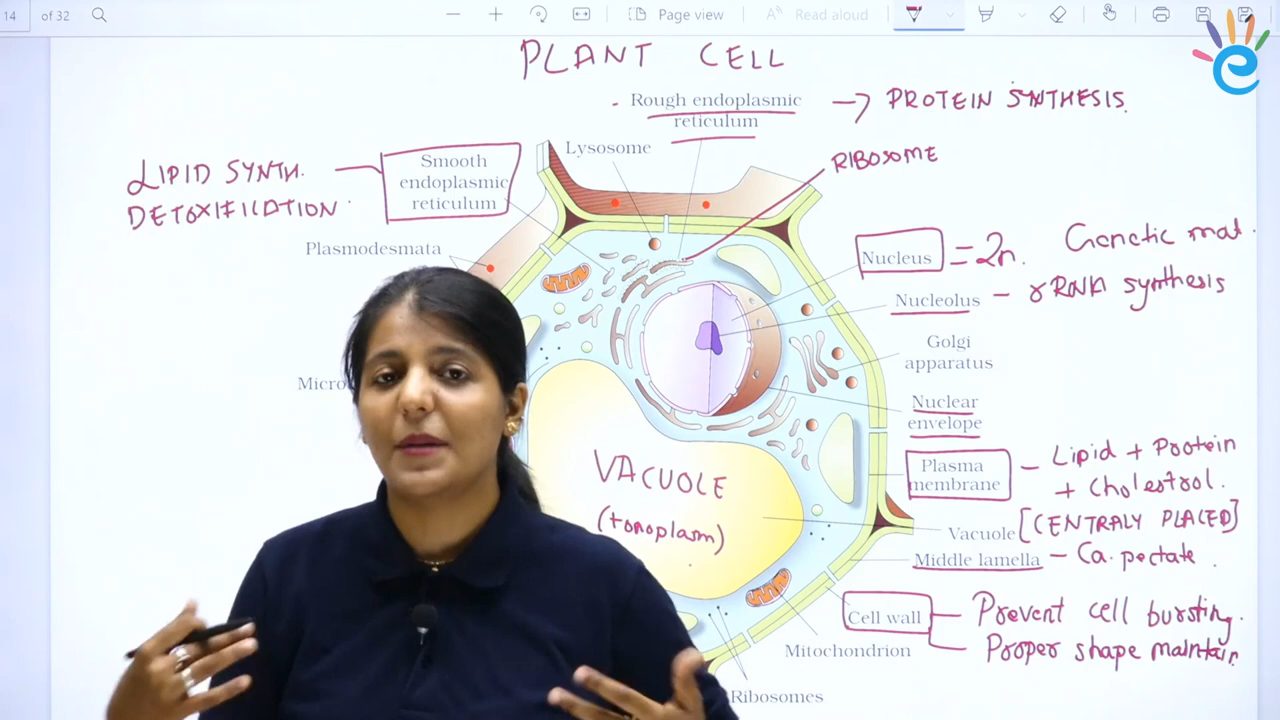 14 of 32
Page view
Read aloud
e
PLANT CELL
Rough endoplasmic
reticulum
→ PROTEIN SYNTHESIS
Lysosome
RIBOSOME
LIPID SYNTH.
DETOXIFICATION
Smooth
endoplasmic
reticulum
Plasmodesmata
Nucleus = 2n. Genetic mat.
Nucleolus - rRNA synthesis
Golgi
apparatus
Micro
Nuclear
envelope
Plasma
membrane
- Lipid + Protein
+ Cholestrol.
VACUOLE
(tonoplasm)
Vacuole [CENTRALY PLACED]
Middle lamella - Ca. pectate
Cell wall
Prevent cell bursting.
Proper shape maintain.
Mitochondrion
Ribosomes